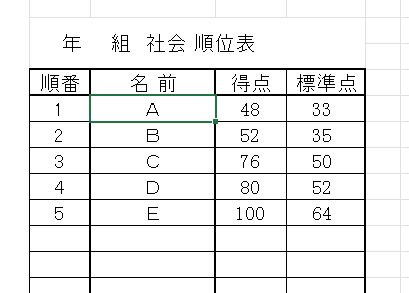 年 組 社会 順位表
順番 名 前 得点 標準点
1 A 48 33
2 B 52 35
3 C 76 50
4 D 80 52
5 E 100 64